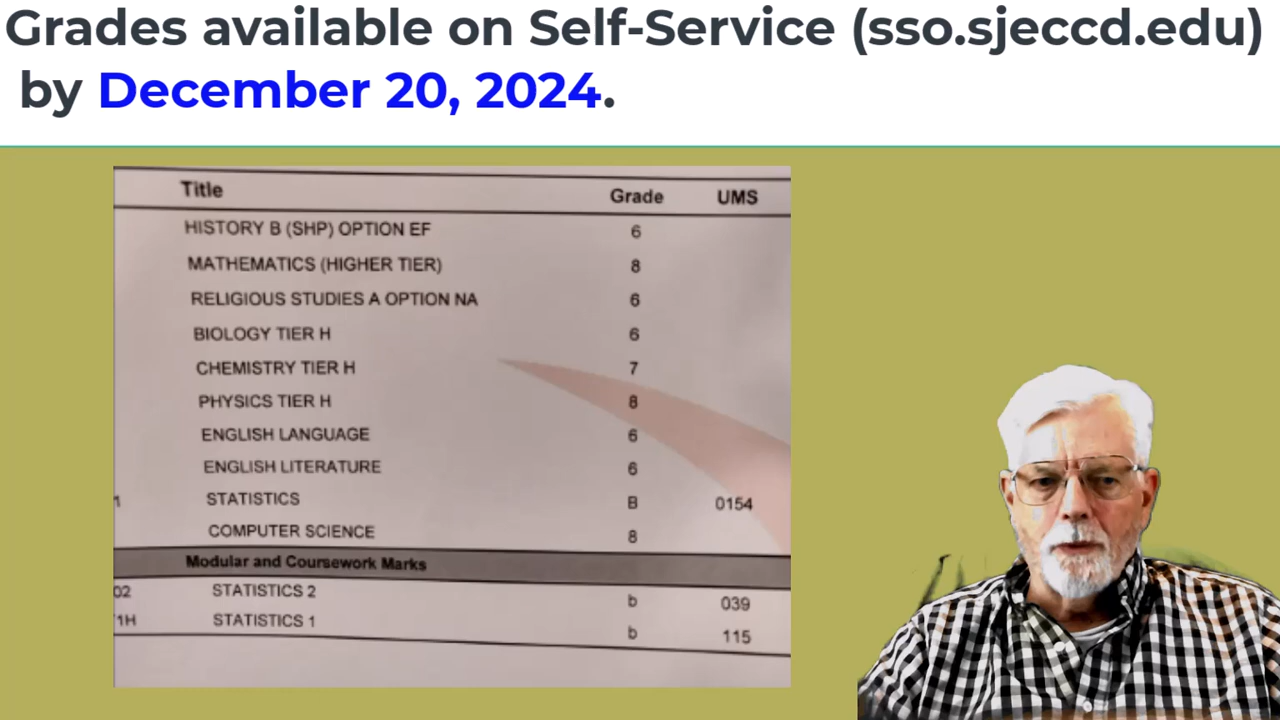 Grades available on Self-Service (sso.sjeccd.edu)
by December 20, 2024.
Title Grade UMS
HISTORY B (SHP) OPTION EF 6
MATHEMATICS (HIGHER TIER) 8
RELIGIOUS STUDIES A OPTION NA 6
BIOLOGY TIER H 6
CHEMISTRY TIER H 7
PHYSICS TIER H 8
ENGLISH LANGUAGE 6
ENGLISH LITERATURE 6
1 STATISTICS B 0154
COMPUTER SCIENCE 8
Modular and Coursework Marks
02 STATISTICS 2 b 039
1H STATISTICS 1 b 115